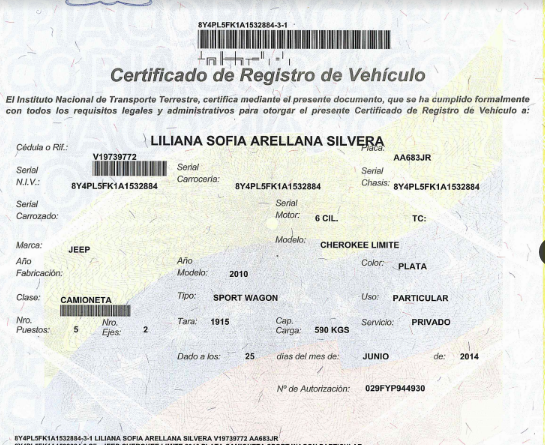 8Y4PL5FK1A1532884-3-1
Certificado de Registro de Vehículo
El Instituto Nacional de Transporte Terrestre, certifica mediante el presente documento, que se ha cumplido formalmente
con todos los requisitos legales y administrativos para otorgar el presente Certificado de Registro de Vehículo a:
LILIANA SOFIA ARELLANA SILVERA
Cédula o Rif.: V19739772 Placa: AA683JR
Serial N.I.V.: 8Y4PL5FK1A1532884 Serial Carrocería: 8Y4PL5FK1A1532884 Serial Chasis: 8Y4PL5FK1A1532884
Serial Carrozado: Serial Motor: 6 CIL. TC:
Marca: JEEP Modelo: CHEROKEE LIMITE
Año Fabricación: Año Modelo: 2010 Color: PLATA
Clase: CAMIONETA Tipo: SPORT WAGON Uso: PARTICULAR
Nro. Puestos: 5 Nro. Ejes: 2 Tara: 1915 Cap. Carga: 590 KGS Servicio: PRIVADO
Dado a los: 25 días del mes de: JUNIO de: 2014
Nº de Autorización: 029FYP944930
8Y4PL5FK1A1532884-3-1 LILIANA SOFIA ARELLANA SILVERA V19739772 AA683JR